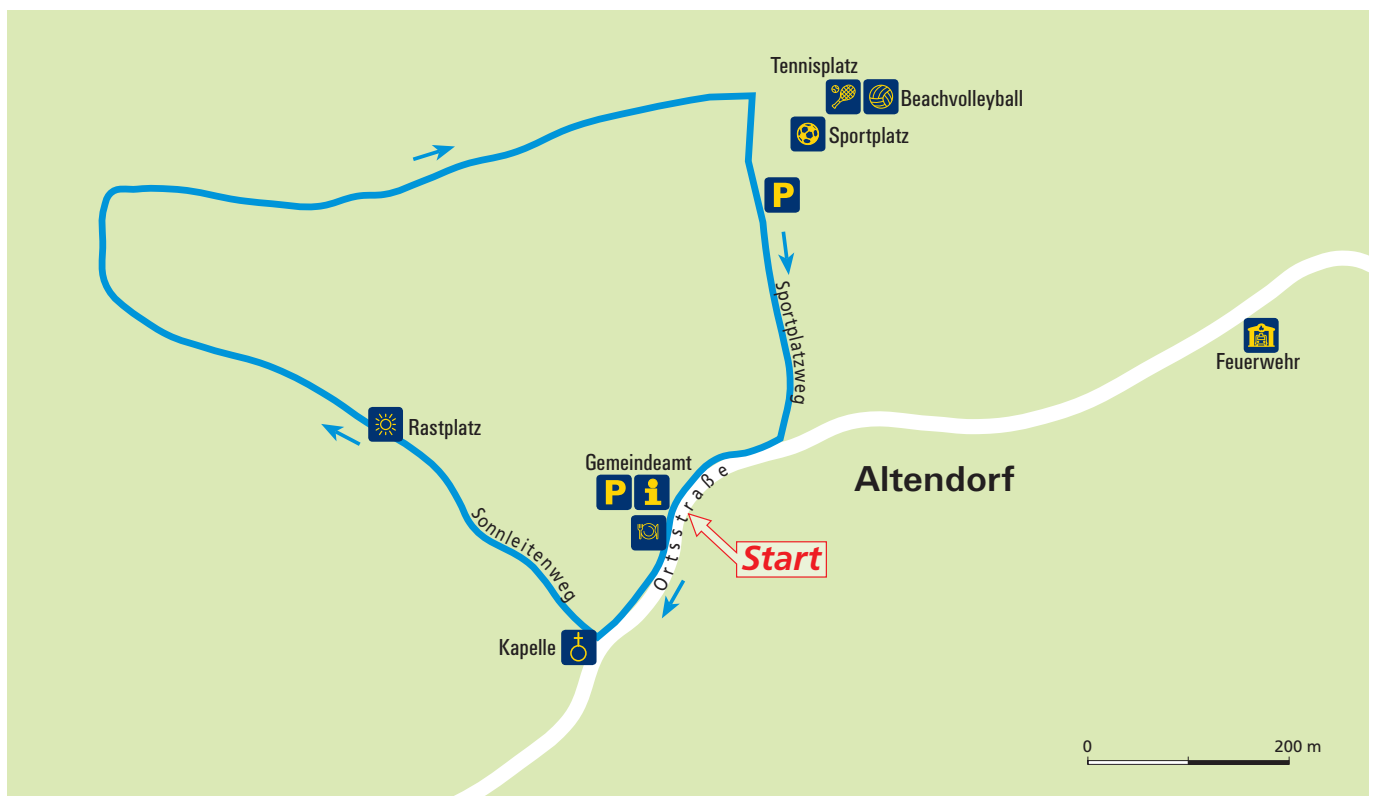 Tennisplatz
Beachvolleyball
Sportplatz
P
Sportplatzweg
Feuerwehr
Rastplatz
Gemeindeamt
P i
Altendorf
Ortsstraße
Start
Sonnleitenweg
Kapelle
0 200 m